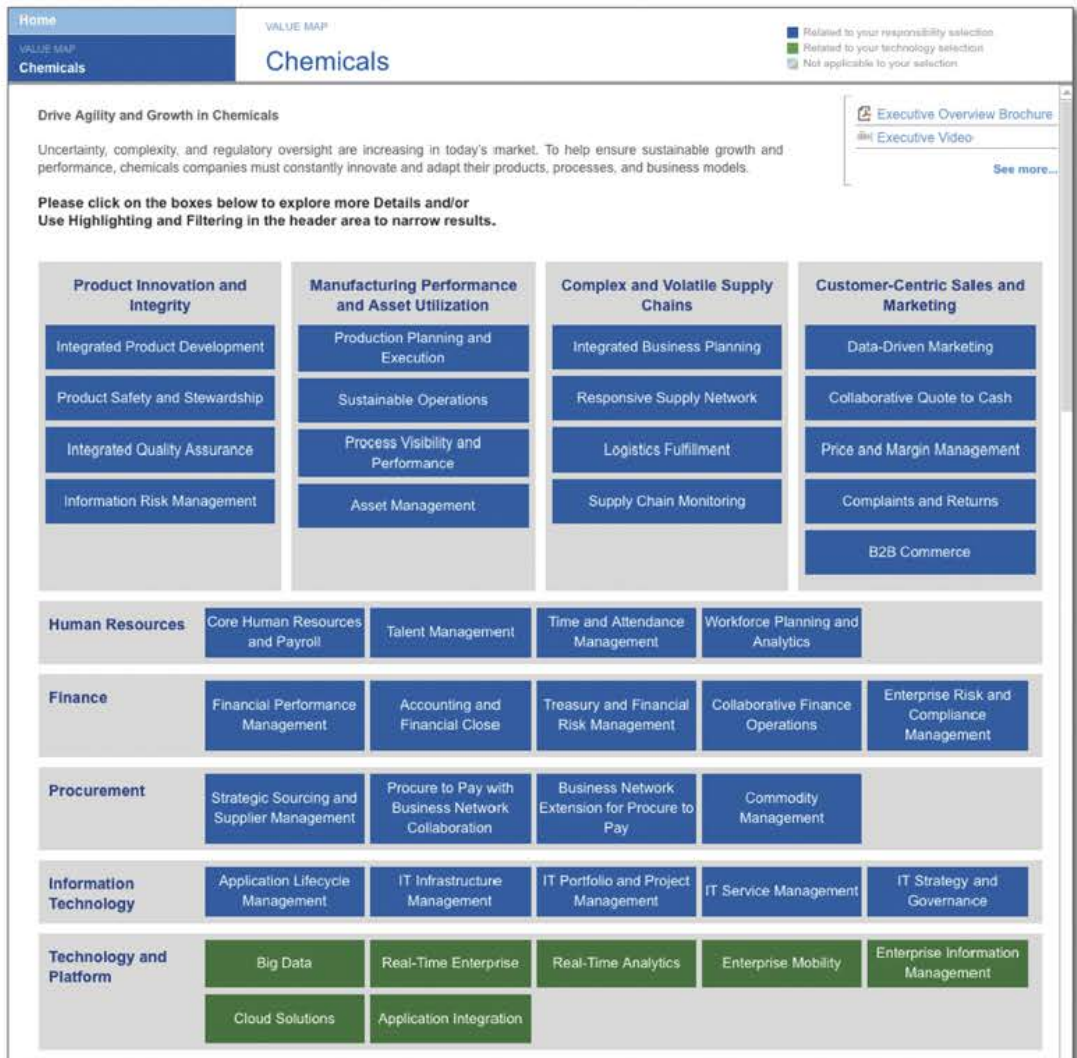 Home
VALUE MAP
Chemicals
VALUE MAP
Chemicals
Related to your responsibility selection
Related to your technology selection
Not applicable to your selection
Drive Agility and Growth in Chemicals
Uncertainty, complexity, and regulatory oversight are increasing in today's market. To help ensure sustainable growth and
performance, chemicals companies must constantly innovate and adapt their products, processes, and business models.
Executive Overview Brochure
Executive Video
See more...
Please click on the boxes below to explore more Details and/or
Use Highlighting and Filtering in the header area to narrow results.
Product Innovation and
Integrity
Integrated Product Development
Product Safety and Stewardship
Integrated Quality Assurance
Information Risk Management
Manufacturing Performance
and Asset Utilization
Production Planning and
Execution
Sustainable Operations
Process Visibility and
Performance
Asset Management
Complex and Volatile Supply
Chains
Integrated Business Planning
Responsive Supply Network
Logistics Fulfillment
Supply Chain Monitoring
Customer-Centric Sales and
Marketing
Data-Driven Marketing
Collaborative Quote to Cash
Price and Margin Management
Complaints and Returns
B2B Commerce
Human Resources
Core Human Resources
and Payroll
Talent Management
Time and Attendance
Management
Workforce Planning and
Analytics
Finance
Financial Performance
Management
Accounting and
Financial Close
Treasury and Financial
Risk Management
Collaborative Finance
Operations
Enterprise Risk and
Compliance
Management
Procurement
Strategic Sourcing and
Supplier Management
Procure to Pay with
Business Network
Collaboration
Business Network
Extension for Procure to
Pay
Commodity
Management
Information
Technology
Application Lifecycle
Management
IT Infrastructure
Management
IT Portfolio and Project
Management
IT Service Management
IT Strategy and
Governance
Technology and
Platform
Big Data
Real-Time Enterprise
Real-Time Analytics
Enterprise Mobility
Enterprise Information
Management
Cloud Solutions
Application Integration